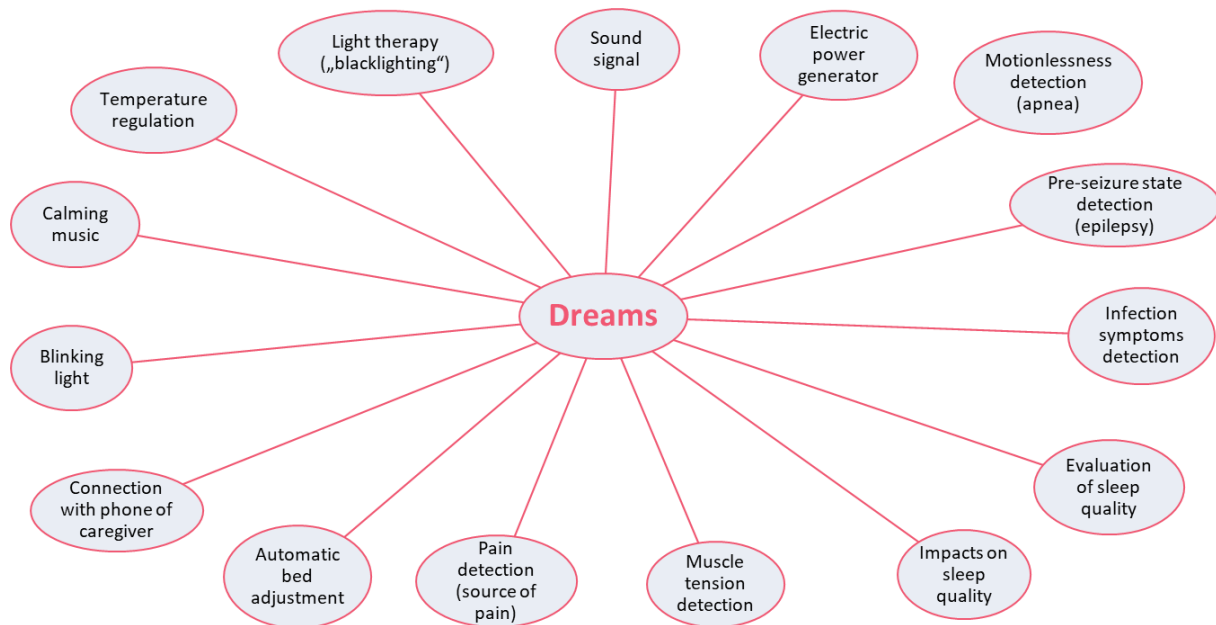 Light therapy
(„blacklighting“)
Sound
signal
Electric
power
generator
Motionlessness
detection
(apnea)
Temperature
regulation
Pre-seizure state
detection
(epilepsy)
Calming
music
Dreams
Infection
symptoms
detection
Blinking
light
Evaluation
of sleep
quality
Connection
with phone of
caregiver
Automatic
bed
adjustment
Pain
detection
(source of
pain)
Muscle
tension
detection
Impacts on
sleep
quality